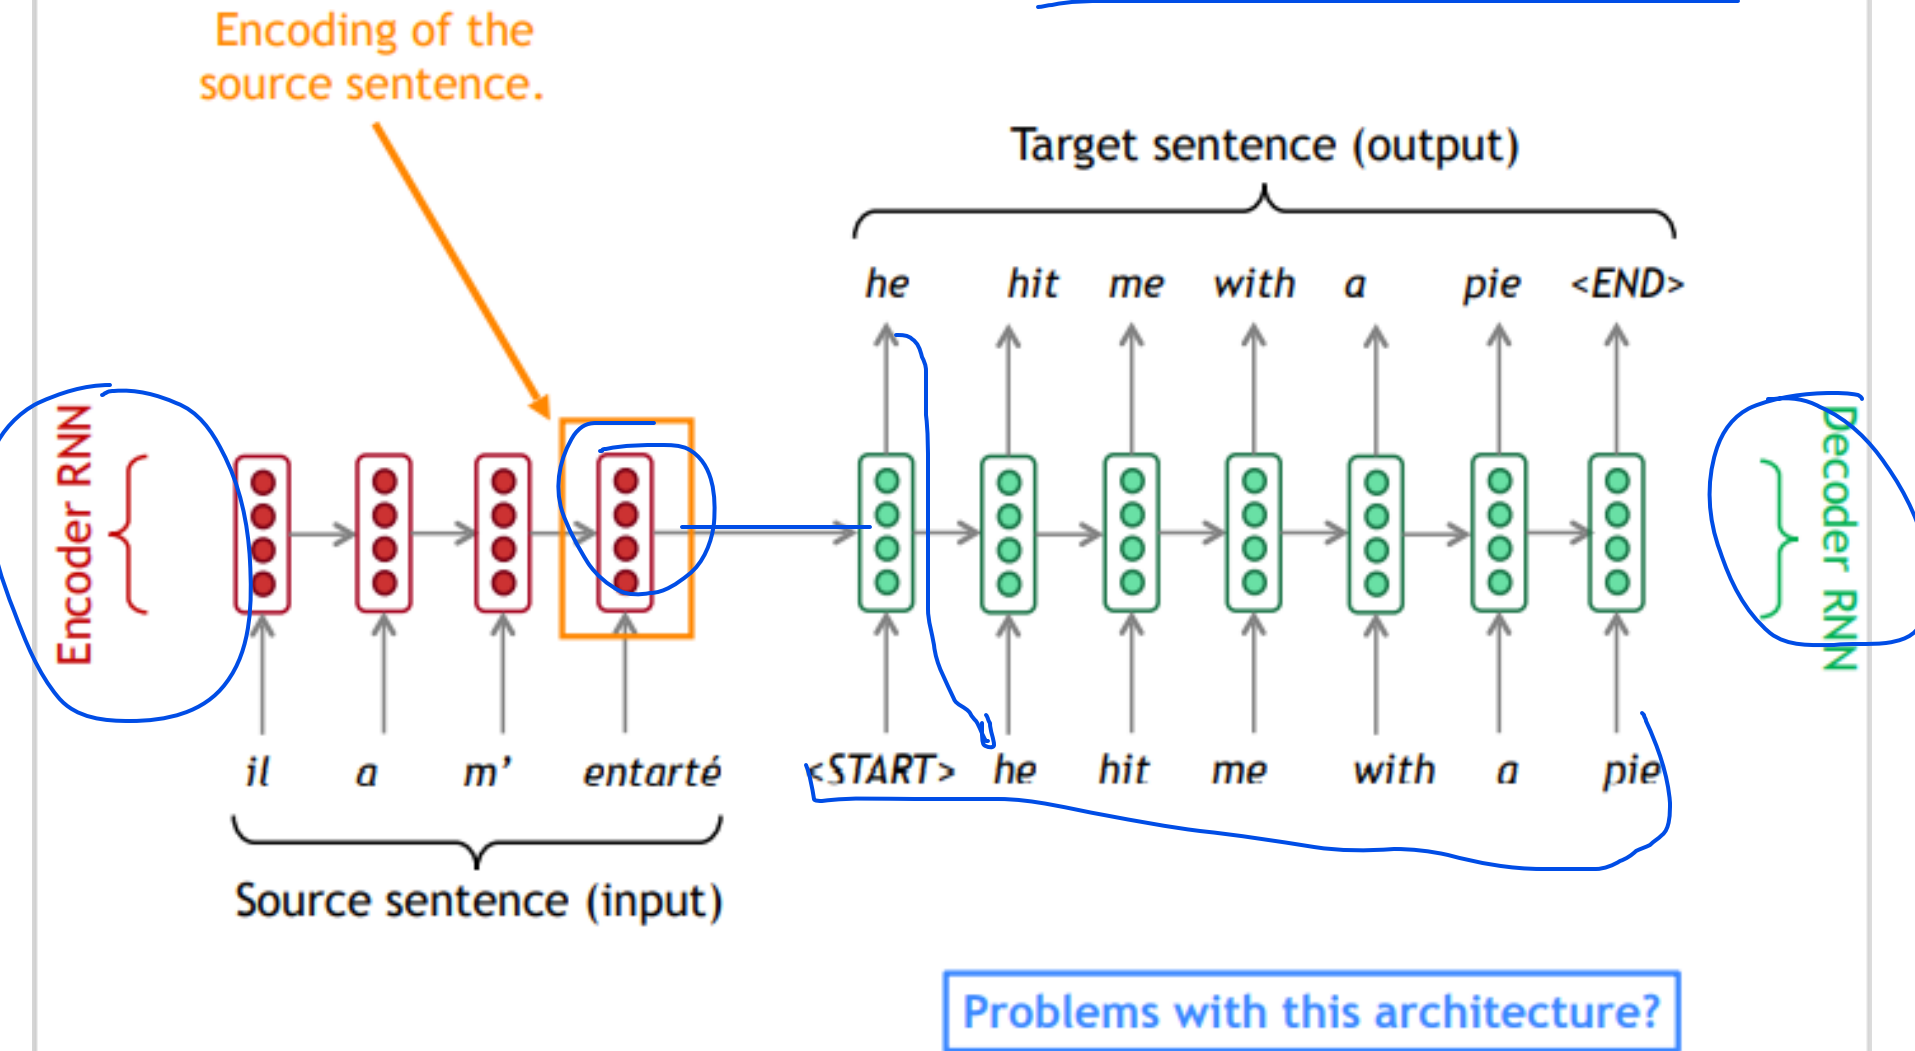 Encoding of the
source sentence.
Target sentence (output)
he hit me with a pie <END>
Encoder RNN
Decoder RNN
il a m’ entarté <START> he hit me with a pie
Source sentence (input)
Problems with this architecture?